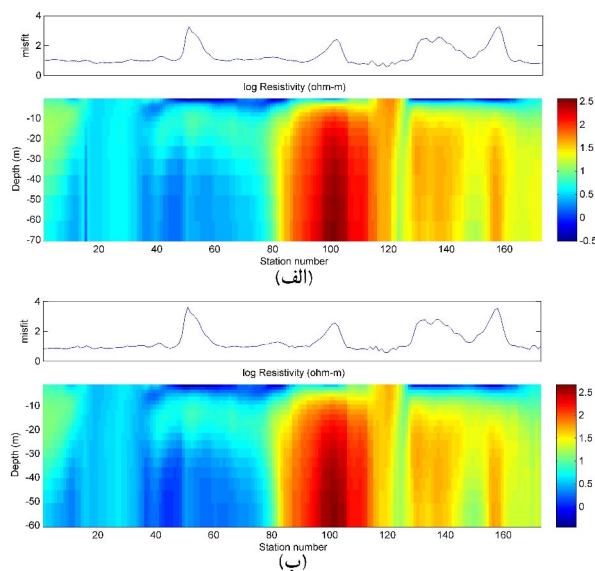 4
2
0
misfit
log Resistivity (ohm-m)
-10
-20
-30
-40
-50
-60
-70
Depth (m)
20 40 60 80 100 120 140 160
Station number
2.5
2
1.5
1
0.5
0
-0.5
(الف)
4
2
0
misfit
log Resistivity (ohm-m)
-10
-20
-30
-40
-50
-60
Depth (m)
20 40 60 80 100 120 140 160
Station number
2.5
2
1.5
1
0.5
0
(ب)